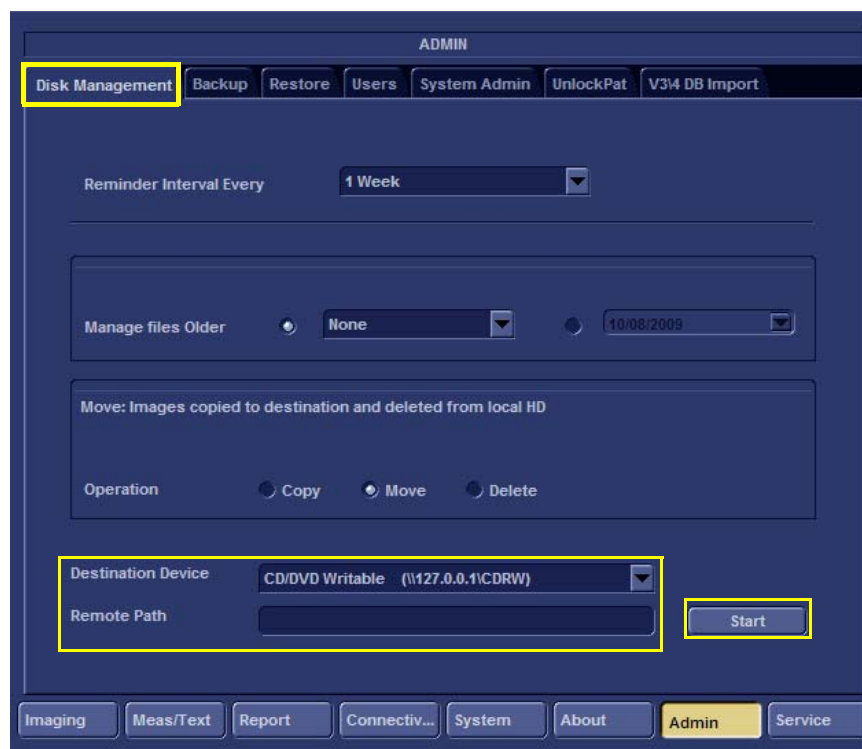 ADMIN
Disk Management Backup Restore Users System Admin UnlockPat V3\4 DB Import
Reminder Interval Every 1 Week
Manage files Older None 10/08/2009
Move: Images copied to destination and deleted from local HD
Operation Copy Move Delete
Destination Device CD/DVD Writable (\\127.0.0.1\CDRW)
Remote Path
Start
Imaging Meas/Text Report Connectiv... System About Admin Service